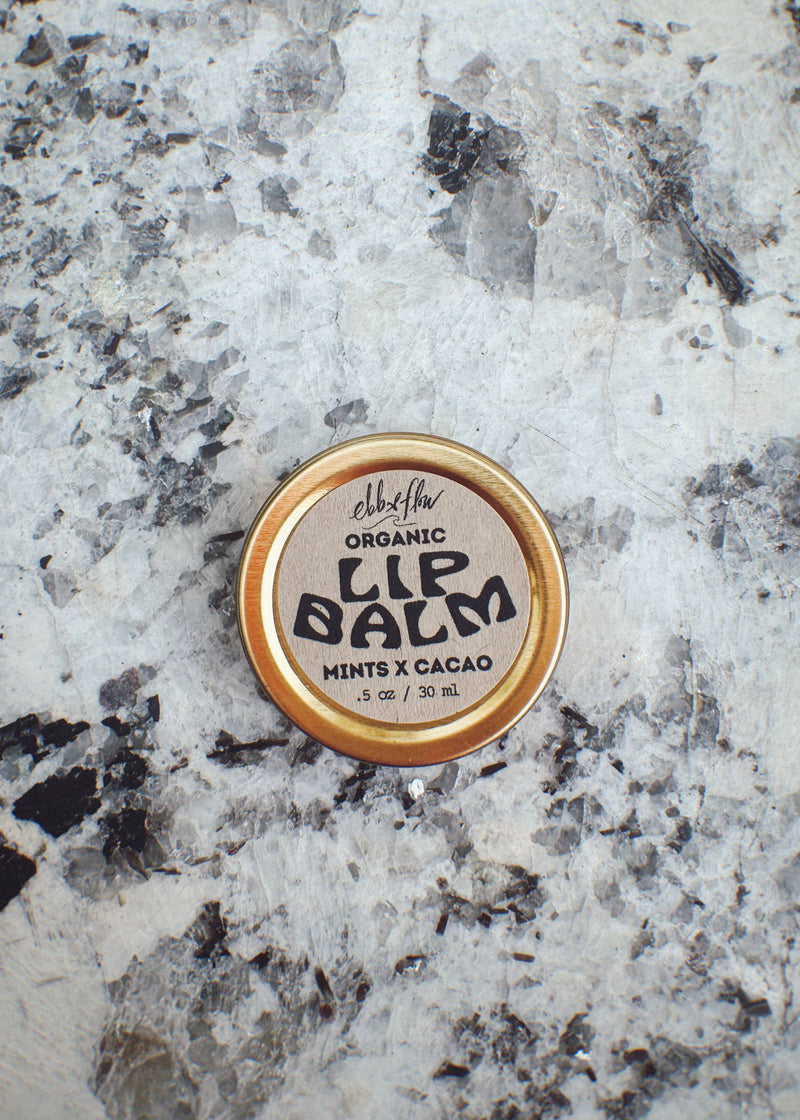 ebb x flow
ORGANIC
LIP
BALM
MINTS X CACAO
.5 oz / 30 ml